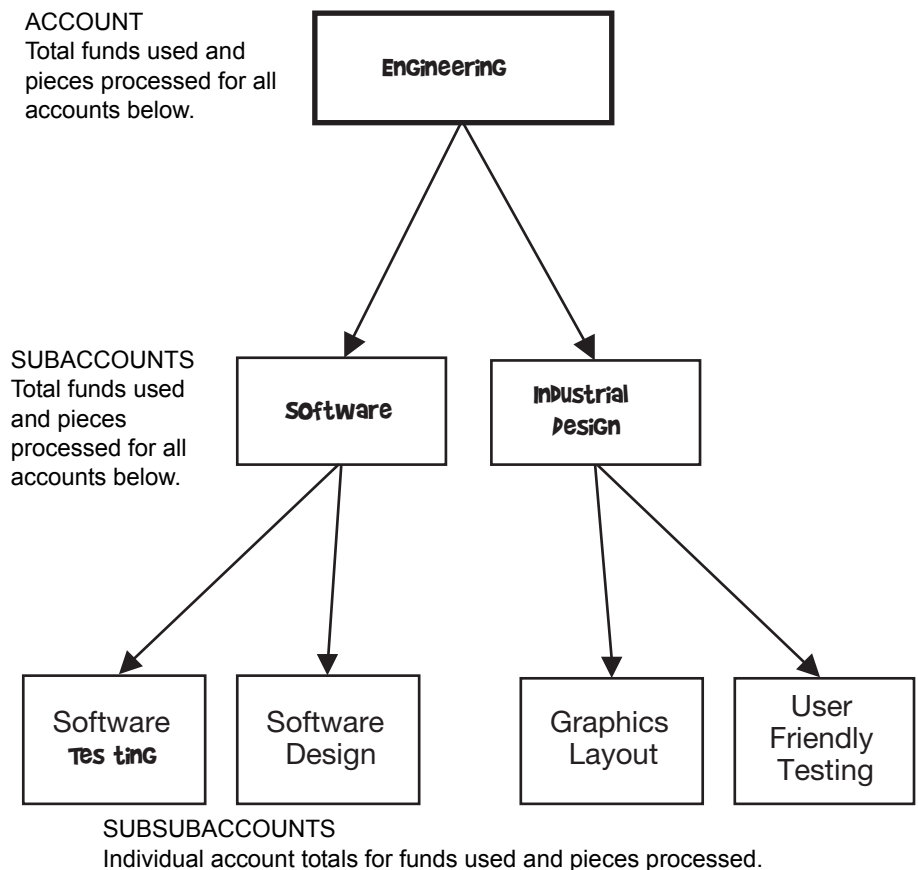 ACCOUNT
Total funds used and
pieces processed for all
accounts below.
Engineering
SUBACCOUNTS
Total funds used
and pieces
processed for all
accounts below.
Software
Industrial
Design
Software
Tes ting
Software
Design
Graphics
Layout
User
Friendly
Testing
SUBSUBACCOUNTS
Individual account totals for funds used and pieces processed.